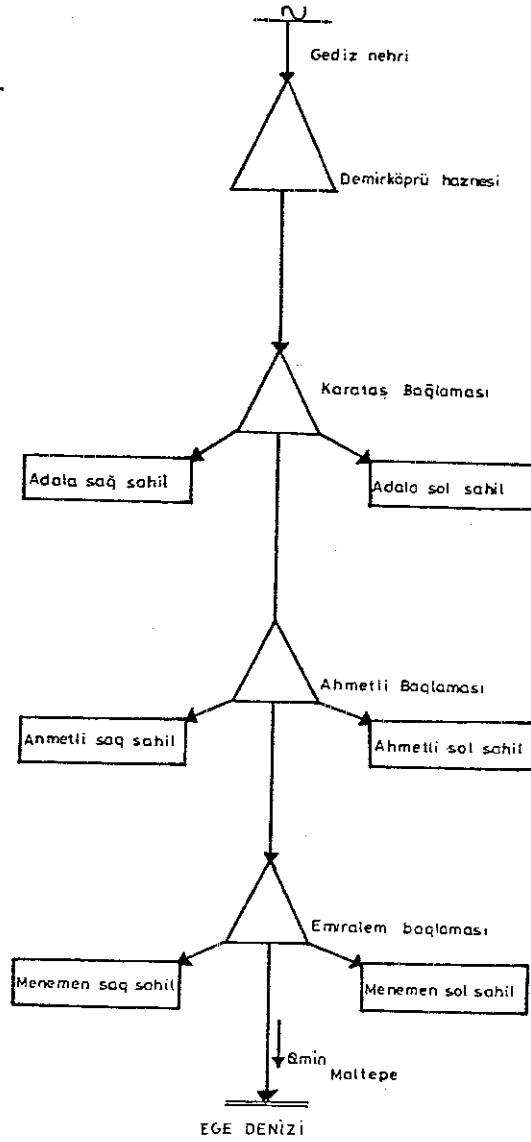 Gediz nehri
Demirköprü haznesi
Karataş Bağlaması
Adala sağ sahil
Adala sol sahil
Ahmetli Bağlaması
Anmetli sağ sahil
Ahmetli sol sahil
Emiralem bağlaması
Menemen sağ sahil
Menemen sol sahil
Qmin
Maltepe
EGE DENİZİ